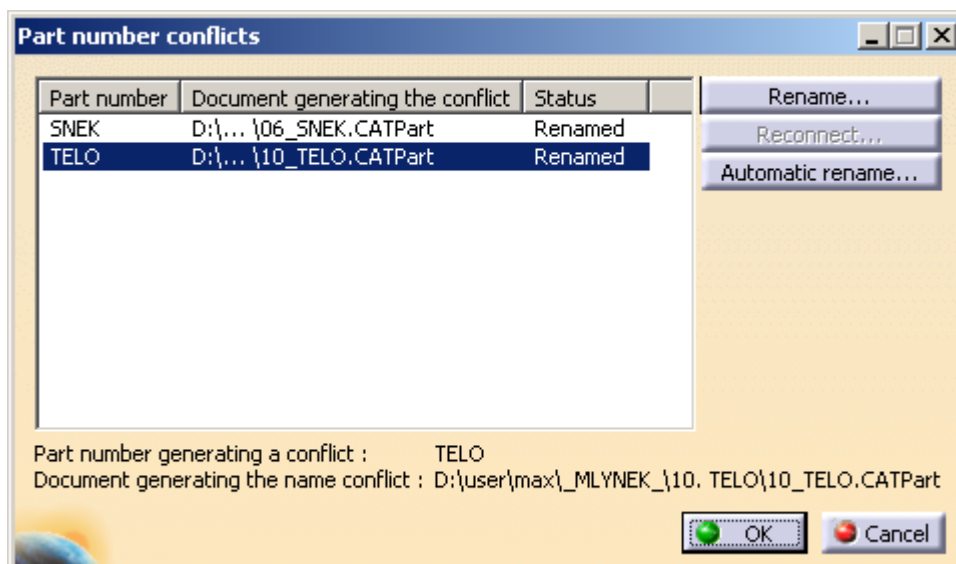 Part number conflicts
Part number Document generating the conflict Status
Rename...
SNEK D:\... \06_SNEK.CATPart Renamed
Reconnect...
TELO D:\... \10_TELO.CATPart Renamed
Automatic rename...
Part number generating a conflict : TELO
Document generating the name conflict : D:\user\max\_MLYNEK_\10. TELO\10_TELO.CATPart
OK Cancel